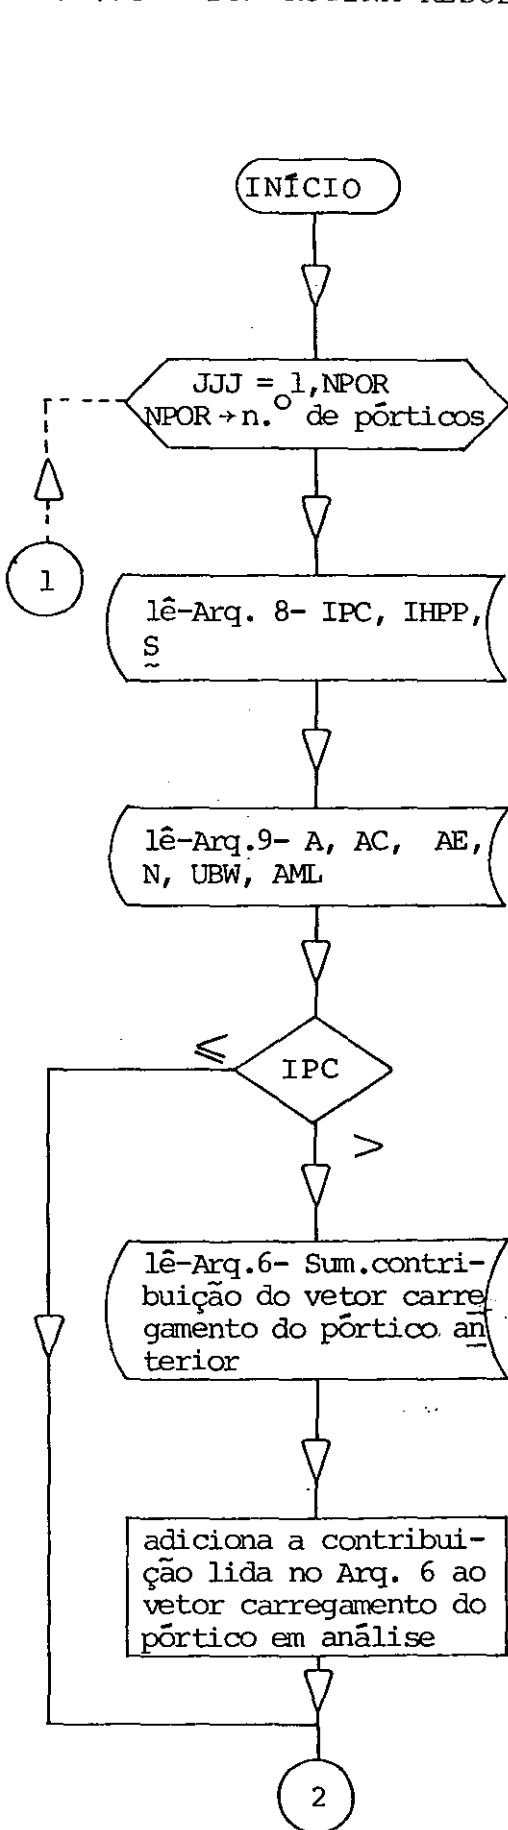 INÍCIO
JJJ = 1,NPOR
NPOR→n.º de pórticos
1
lê-Arq. 8- IPC, IHPP,
S
~
lê-Arq.9- A, AC, AE,
N, UBW, AML
≤
IPC
>
lê-Arq.6- Sum.contri-
buição do vetor carre
gamento do pórtico an
terior
adiciona a contribui-
ção lida no Arq. 6 ao
vetor carregamento do
pórtico em análise
2